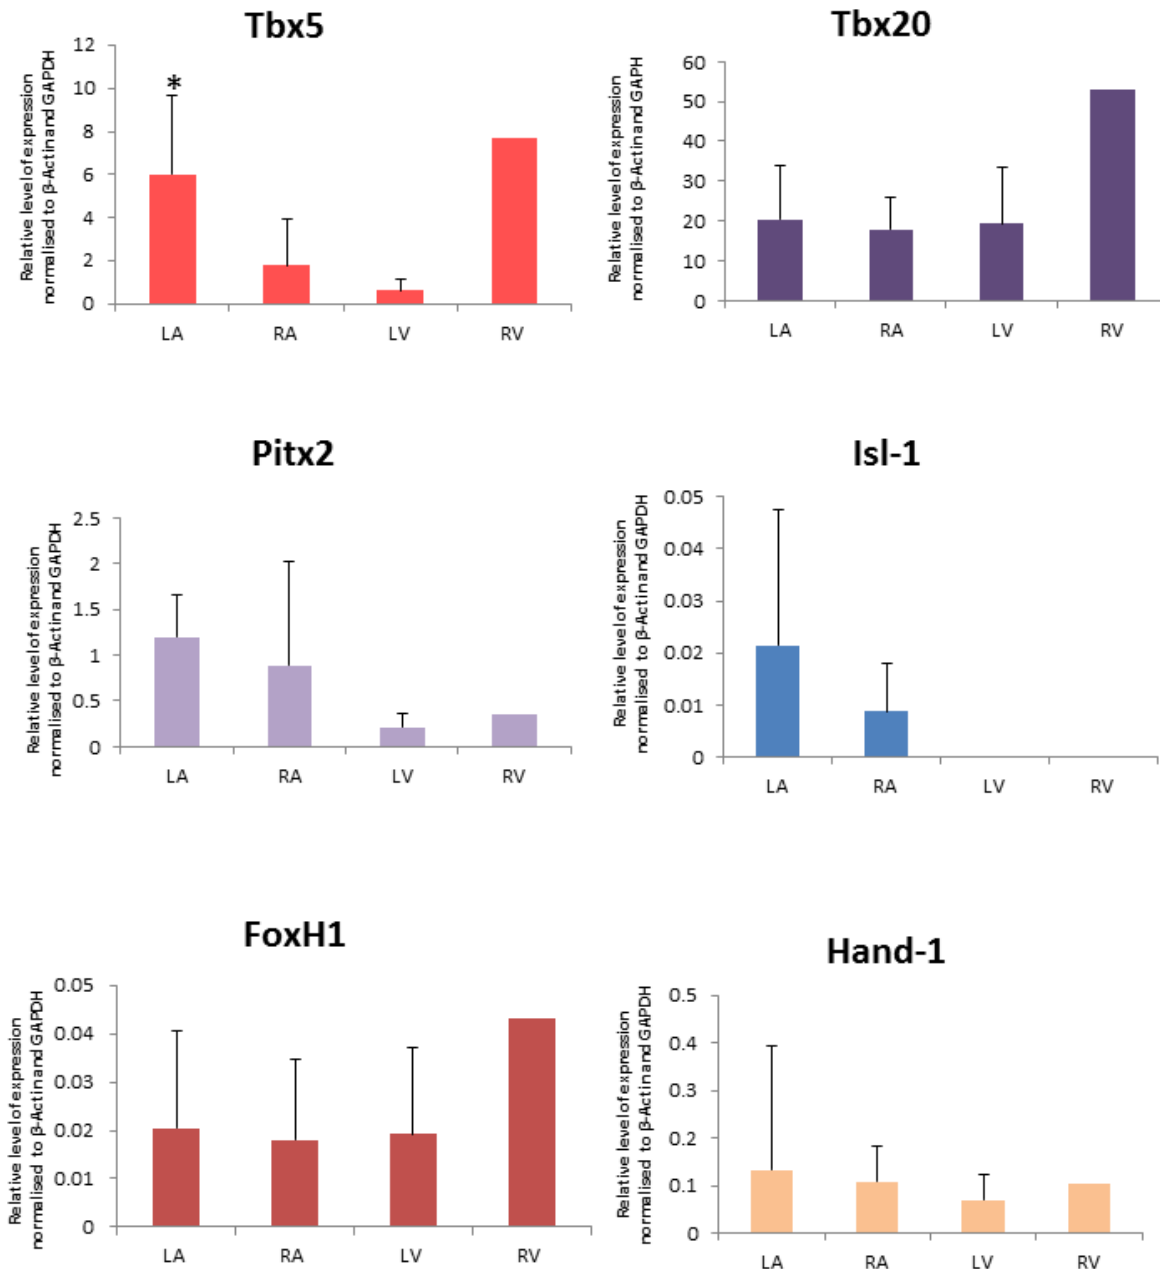 Tbx5
Relative level of expression
normalised to β-Actin and GAPDH
12
10
8
6
4
2
0
*
LA RA LV RV
Tbx20
Relative level of expression
normalised to β-Actin and GAPH
60
50
40
30
20
10
0
LA RA LV RV
Pitx2
Relative level of expression
normalised to β-Actin and GAPDH
2.5
2
1.5
1
0.5
0
LA RA LV RV
Isl-1
Relative level of expression
normalised to β-Actin and GAPDH
0.05
0.04
0.03
0.02
0.01
0
LA RA LV RV
FoxH1
Relative level of expression
normalised to β-Actin and GAPDH
0.05
0.04
0.03
0.02
0.01
0
LA RA LV RV
Hand-1
Relative level of expression
normalised to β-Actin and GAPDH
0.5
0.4
0.3
0.2
0.1
0
LA RA LV RV